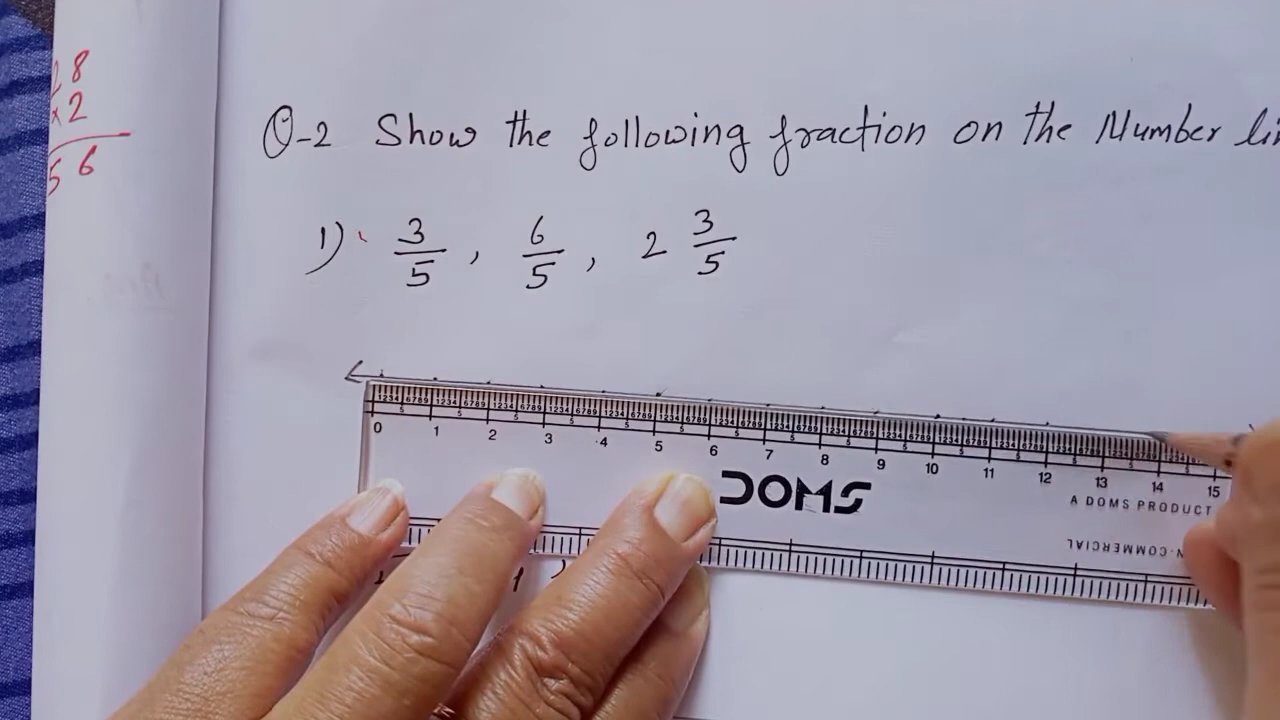 28
×2
56
Q-2 Show the following fraction on the Number
1) 3/5, 6/5, 2 3/5
0 1 2 3 4 5 6 7 8 9 10 11 12 13 14 15
DOMS
A DOMS PRODUCT
COMMERCIAL